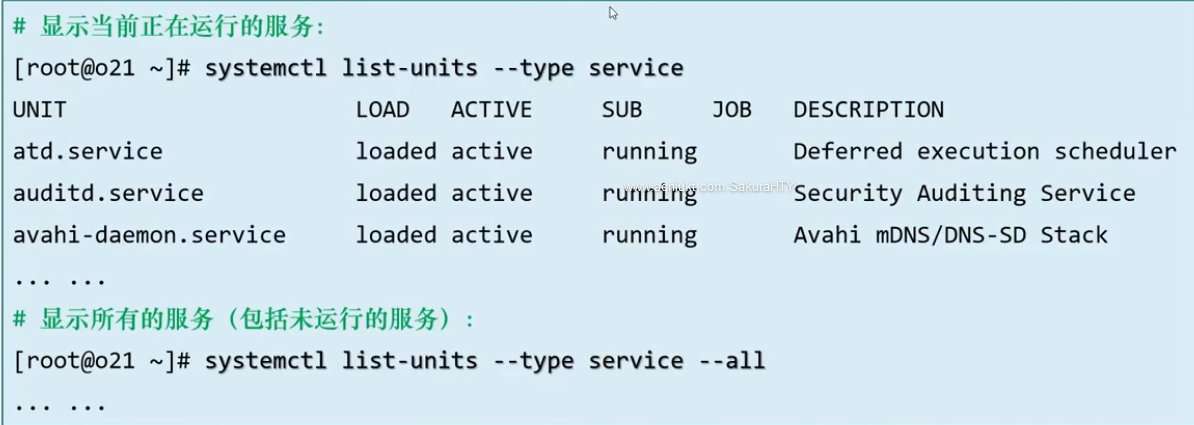 # 显示当前正在运行的服务:
[root@o21 ~]# systemctl list-units --type service
UNIT LOAD ACTIVE SUB JOB DESCRIPTION
atd.service loaded active running Deferred execution scheduler
auditd.service loaded active running Security Auditing Service
SakuraHTY
avahi-daemon.service loaded active running Avahi mDNS/DNS-SD Stack
... ...
# 显示所有的服务（包括未运行的服务）:
[root@o21 ~]# systemctl list-units --type service --all
... ...